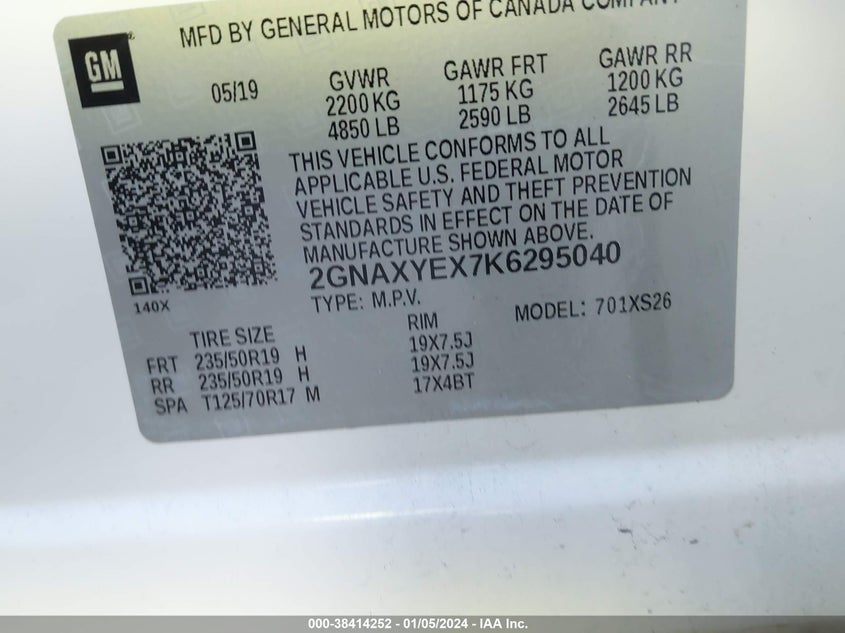 MFD BY GENERAL MOTORS OF CANADA COMPANY
GM
05/19
GVWR GAWR FRT GAWR RR
2200 KG 1175 KG 1200 KG
4850 LB 2590 LB 2645 LB
THIS VEHICLE CONFORMS TO ALL
APPLICABLE U.S. FEDERAL MOTOR
VEHICLE SAFETY AND THEFT PREVENTION
STANDARDS IN EFFECT ON THE DATE OF
MANUFACTURE SHOWN ABOVE.
2GNAXYEX7K6295040
140X
TYPE: M.P.V. MODEL: 701XS26
TIRE SIZE RIM
FRT 235/50R19 H 19X7.5J
RR 235/50R19 H 19X7.5J
SPA T125/70R17 M 17X4BT
000-38414252 - 01/05/2024 - IAA Inc.